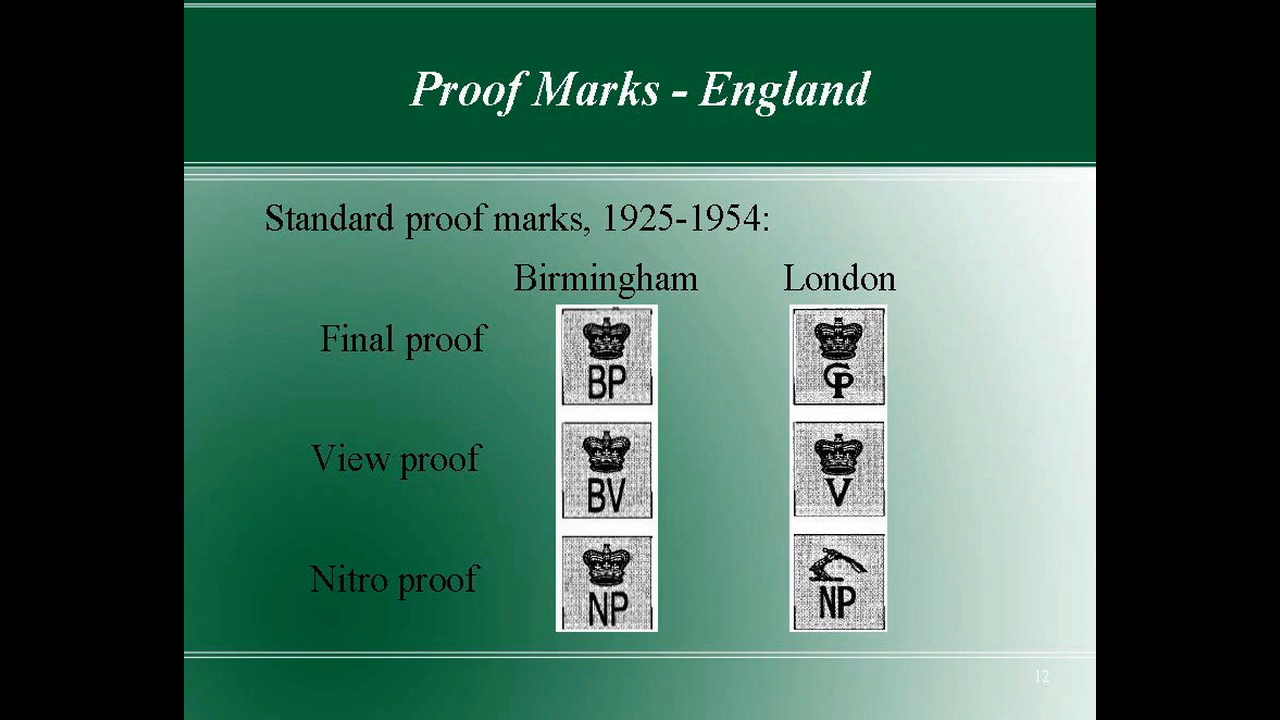 Proof Marks - England
Standard proof marks, 1925-1954:
Birmingham London
Final proof
BP GP
View proof
BV V
Nitro proof
NP NP
12